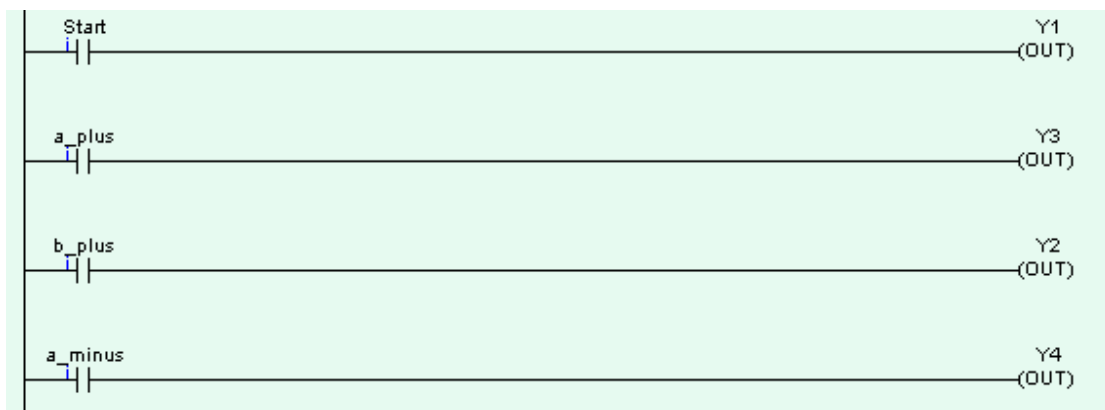 Start Y1
i (OUT)
a_plus Y3
i (OUT)
b_plus Y2
i (OUT)
a_minus Y4
i (OUT)